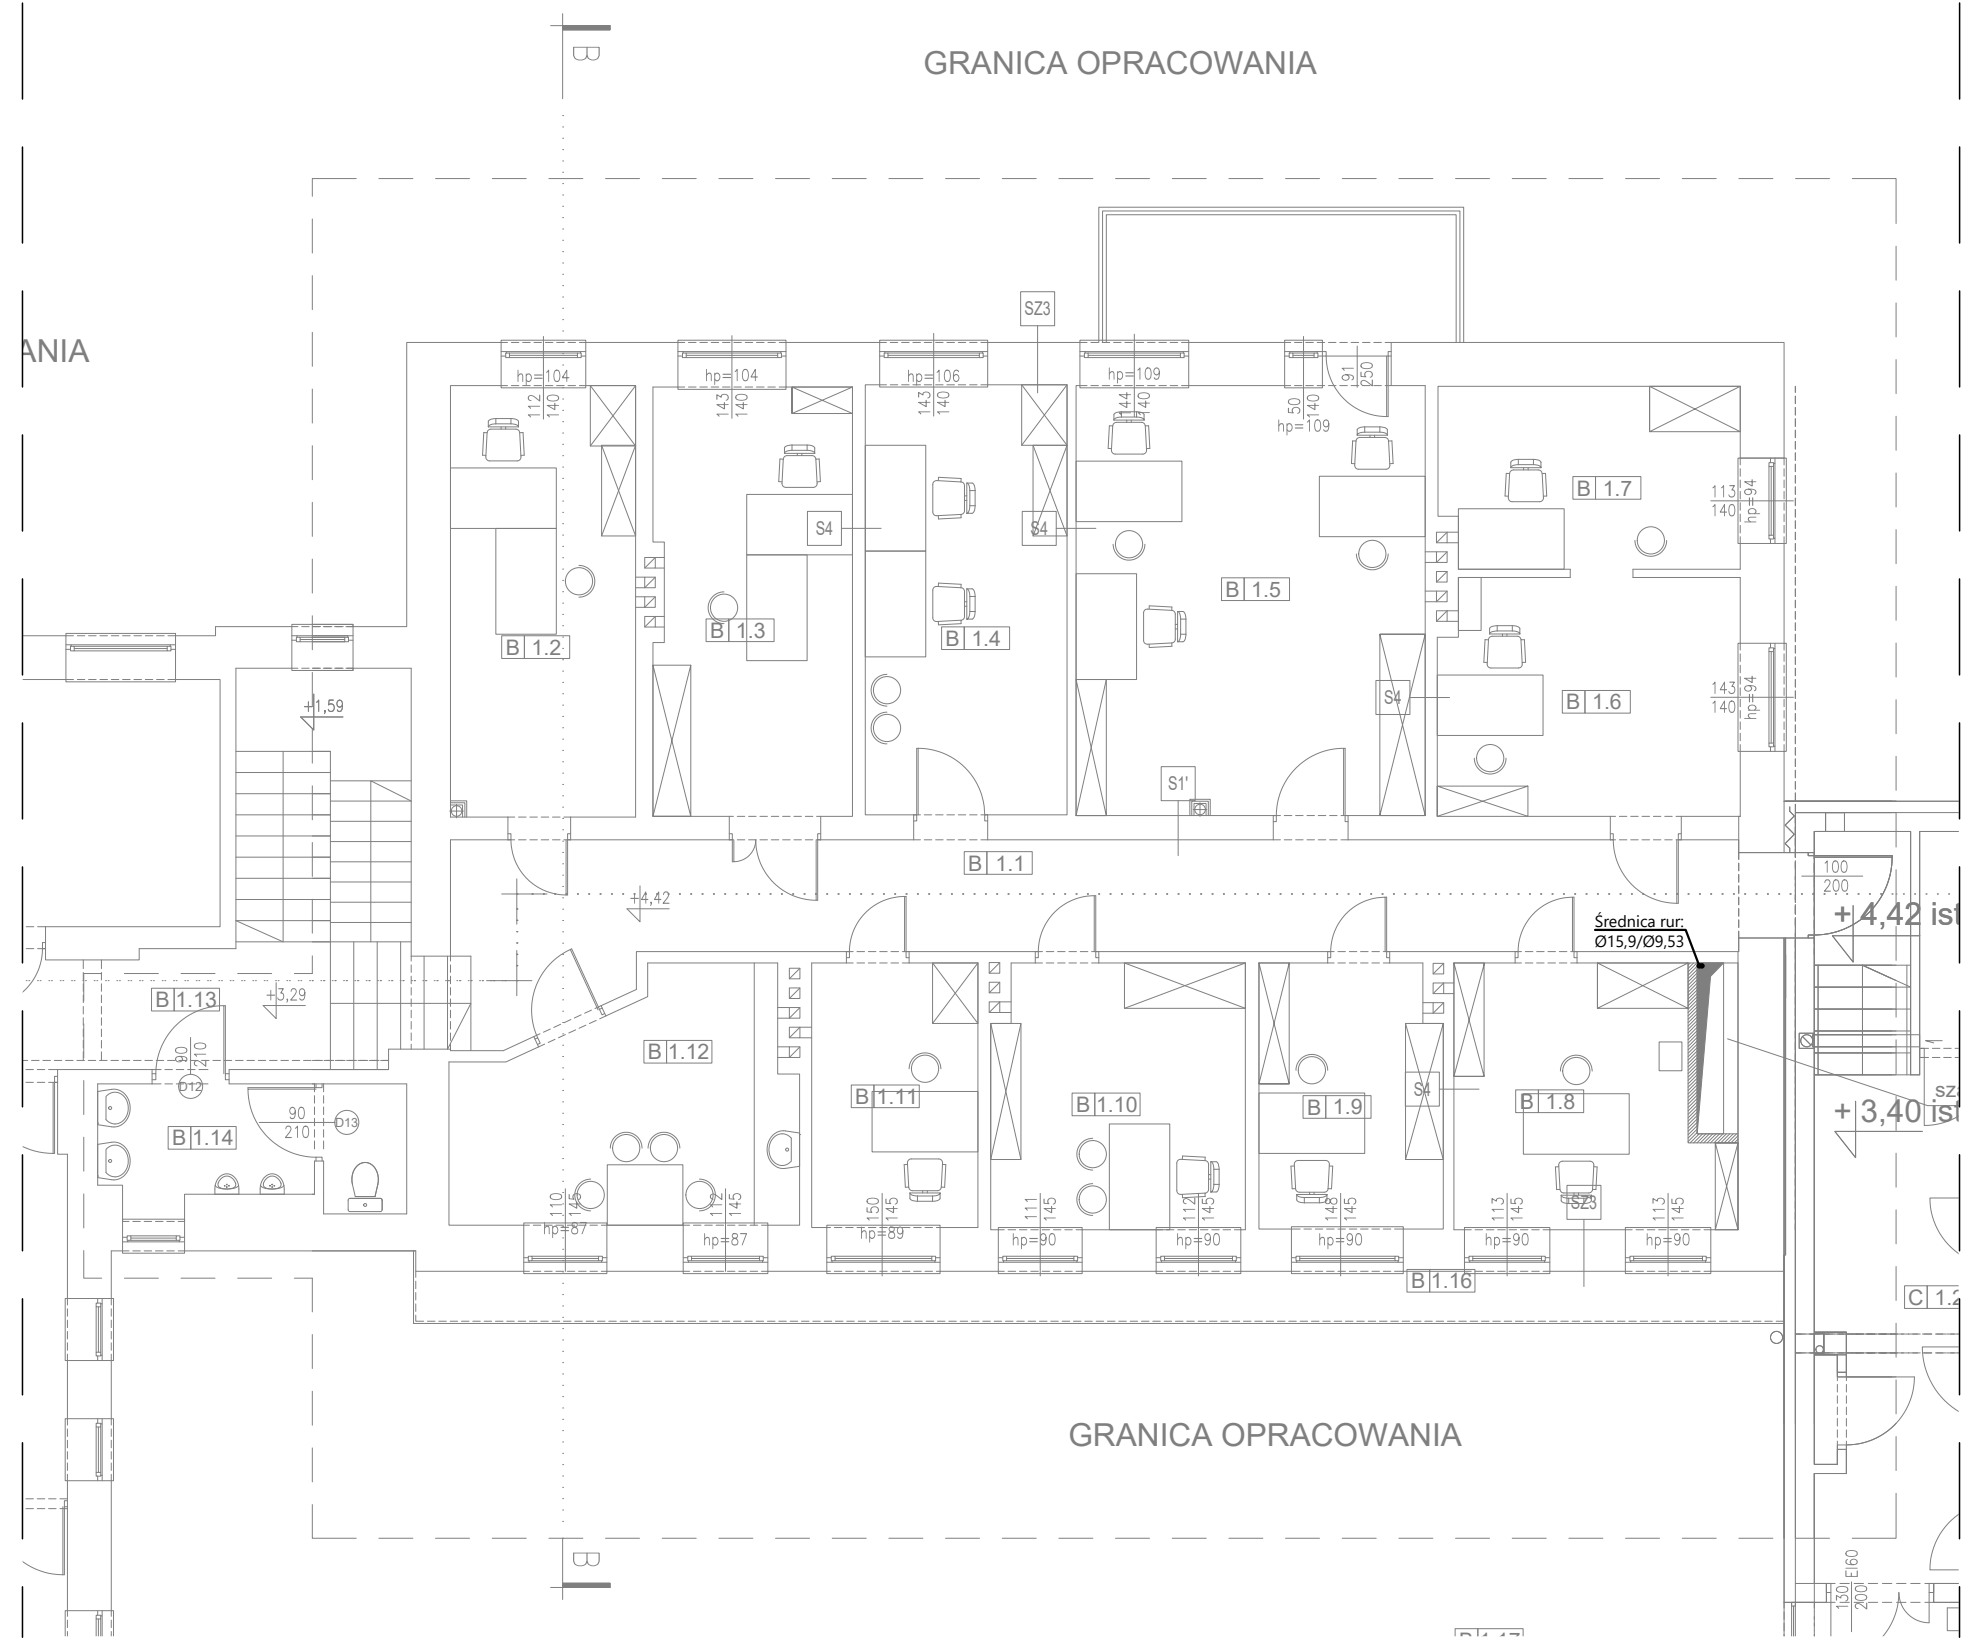 B
GRANICA OPRACOWANIA
SZ3
ANIA
hp=104
112
140
hp=104
143
140
hp=106
143
140
hp=109
140
50
140
hp=109
91
250
B 1.7
113
140
hp=94
S4
S4
B 1.5
B 1.2
B 1.3
B 1.4
S4
B 1.6
143
140
hp=94
+1,59
S1'
B 1.1
100
200
+4,42
Średnica rur:
Ø15,9/Ø9,53
+ 4,42 ist
B 1.13
+3,29
B 1.12
90
210
D12
B 1.11
B 1.10
B 1.9
S4
B 1.8
+ 3,40 ist
90
210
D13
B 1.14
110
145
hp=87
112
145
hp=87
150
145
hp=89
111
145
hp=90
112
145
hp=90
148
145
hp=90
113
145
hp=90
SZ3
113
145
hp=90
B 1.16
GRANICA OPRACOWANIA
B
130
200
EI60